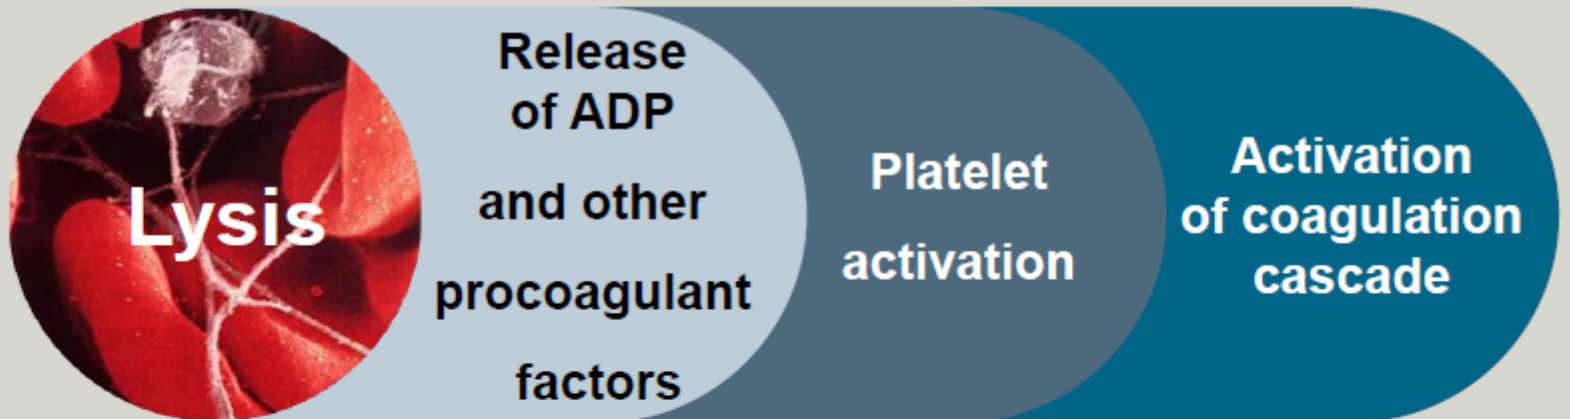 Lysis
Release
of ADP
and other
procoagulant
factors
Platelet
activation
Activation
of coagulation
cascade